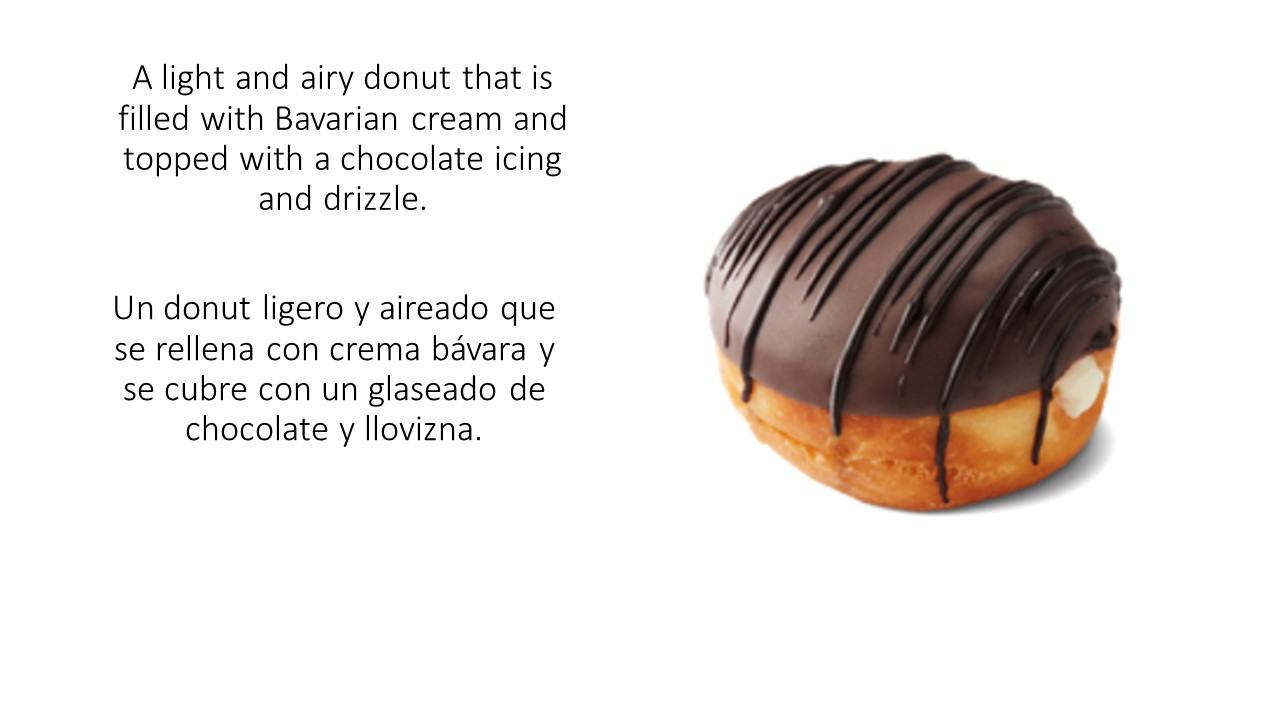 A light and airy donut that is
filled with Bavarian cream and
topped with a chocolate icing
and drizzle.
Un donut ligero y aireado que
se rellena con crema bávara y
se cubre con un glaseado de
chocolate y llovizna.